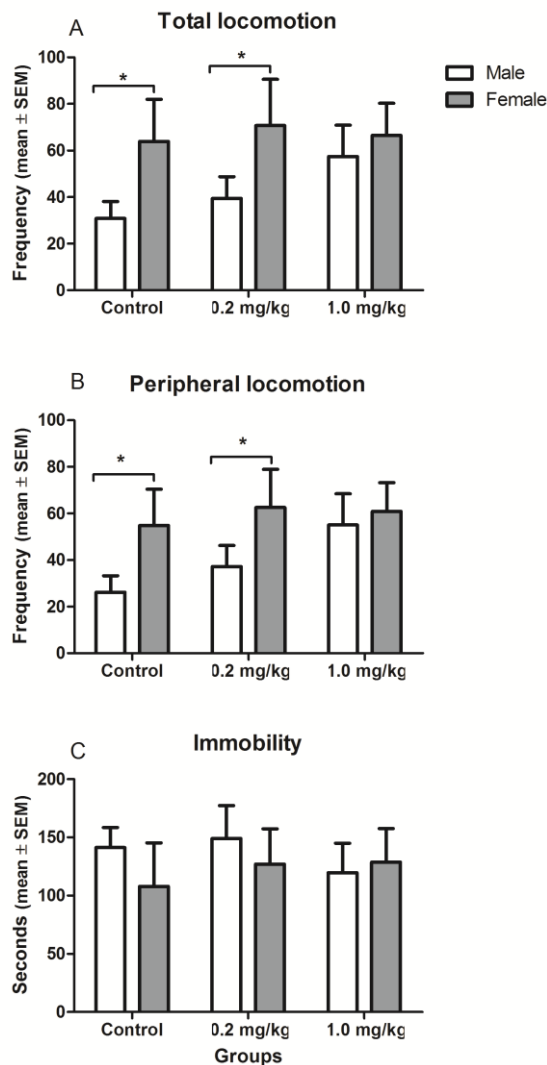 A Total locomotion
Frequency (mean ± SEM)
100
80
60
40
20
0
*
*
Control 0.2 mg/kg 1.0 mg/kg
Male
Female
B Peripheral locomotion
Frequency (mean ± SEM)
100
80
60
40
20
0
*
*
Control 0.2 mg/kg 1.0 mg/kg
C Immobility
Seconds (mean ± SEM)
200
150
100
50
0
Control 0.2 mg/kg 1.0 mg/kg
Groups